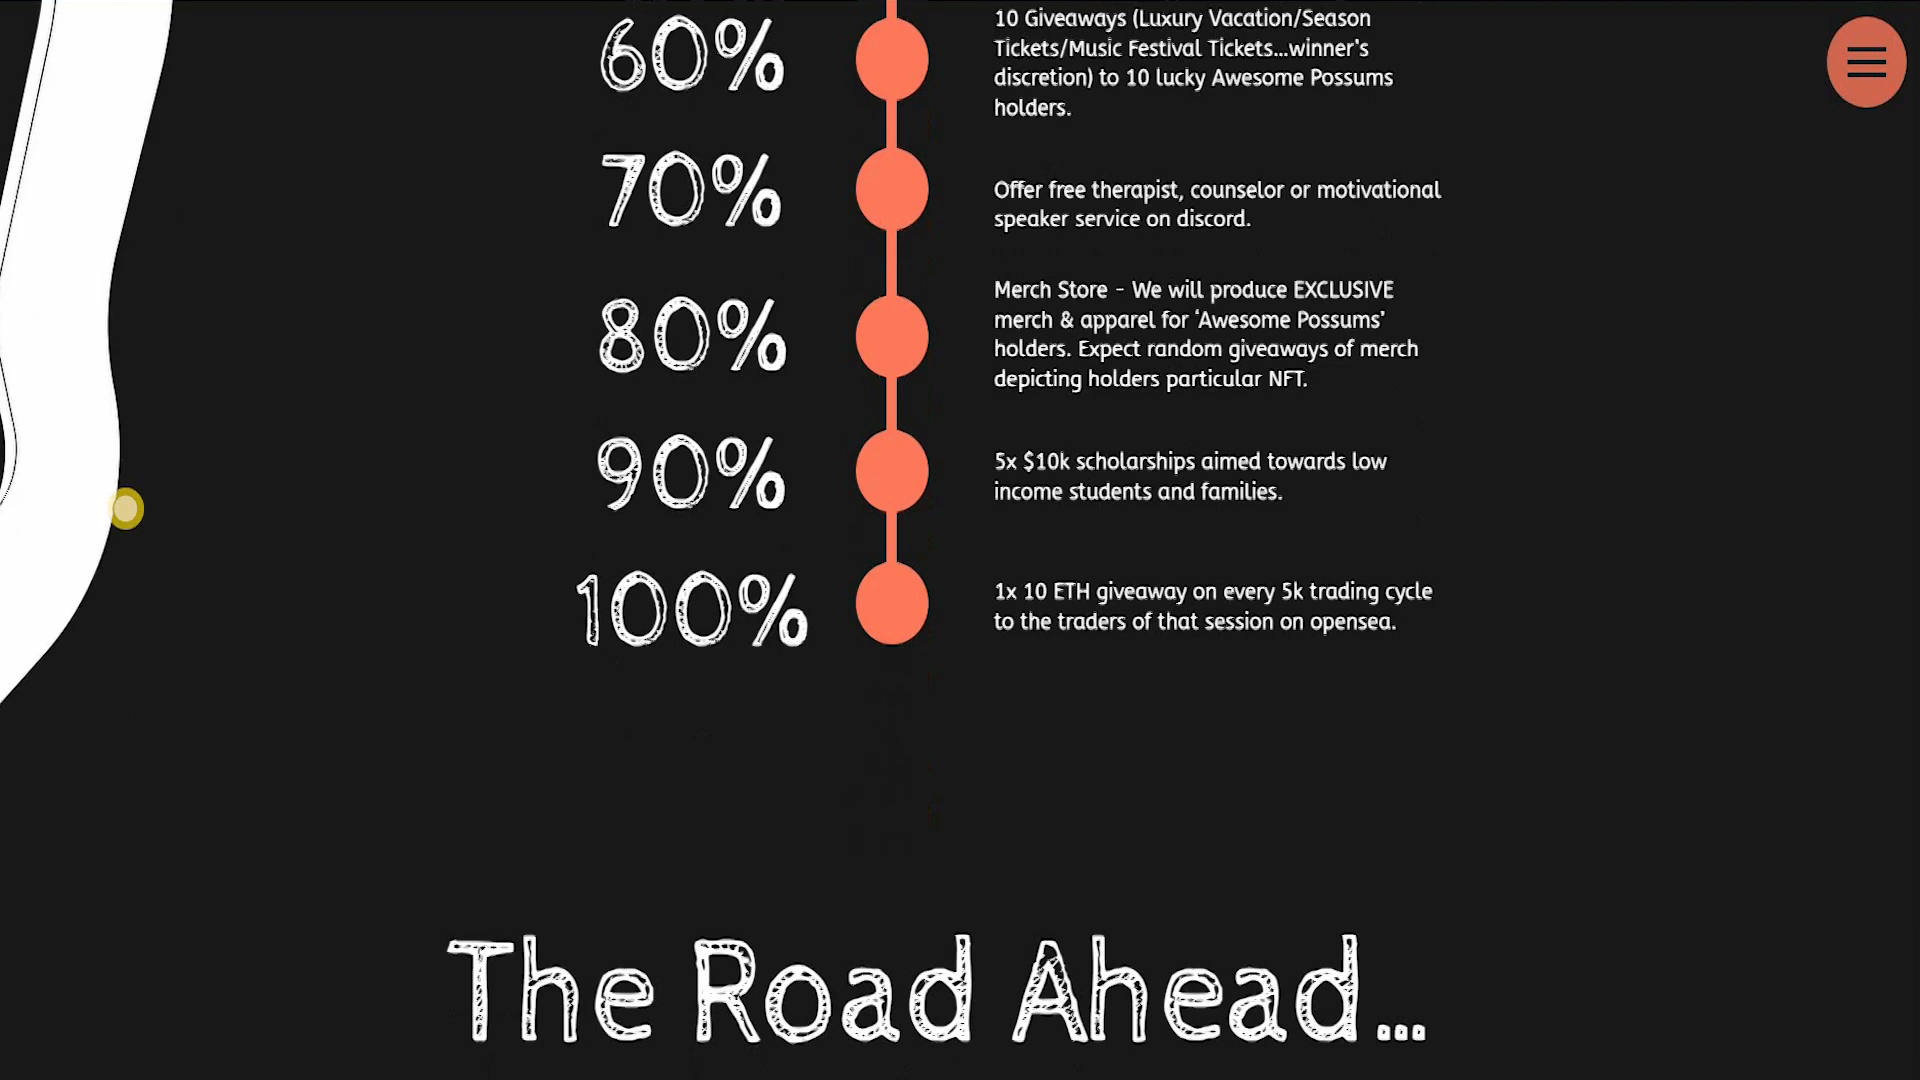 60%
10 Giveaways (Luxury Vacation/Season
Tickets/Music Festival Tickets...winner's
discretion) to 10 lucky Awesome Possums
holders.
70%
Offer free therapist, counselor or motivational
speaker service on discord.
80%
Merch Store - We will produce EXCLUSIVE
merch & apparel for ‘Awesome Possums’
holders. Expect random giveaways of merch
depicting holders particular NFT.
90%
5x $10k scholarships aimed towards low
income students and families.
100%
1x 10 ETH giveaway on every 5k trading cycle
to the traders of that session on opensea.
The Road Ahead...